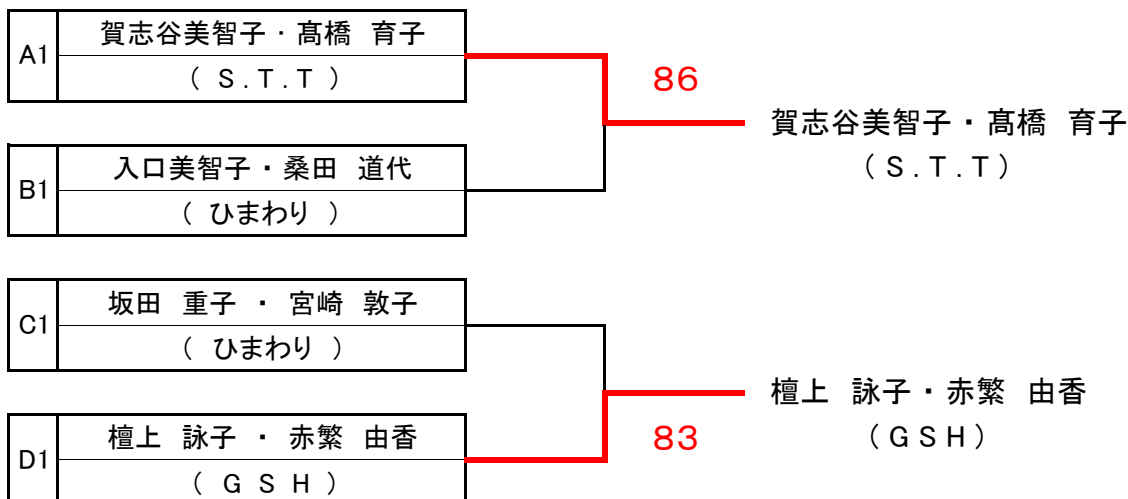 A1
賀志谷美智子・髙橋 育子
( S.T.T )
B1
入口美智子・桑田 道代
( ひまわり )
C1
坂田 重子 ・ 宮崎 敦子
( ひまわり )
D1
檀上 詠子 ・ 赤繁 由香
( G S H )
86
賀志谷美智子・髙橋 育子
(S.T.T)
83
檀上 詠子・赤繁 由香
(GSH)